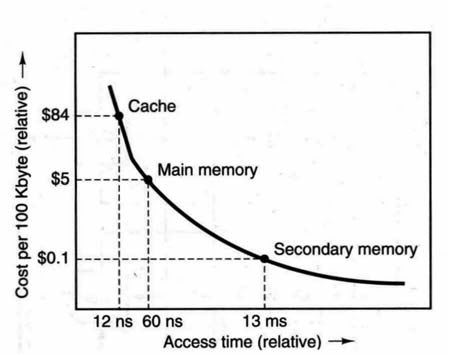 Cost per 100 Kbyte (relative) →
$84
Cache
$5
Main memory
$0.1
Secondary memory
12 ns 60 ns 13 ms
Access time (relative) →